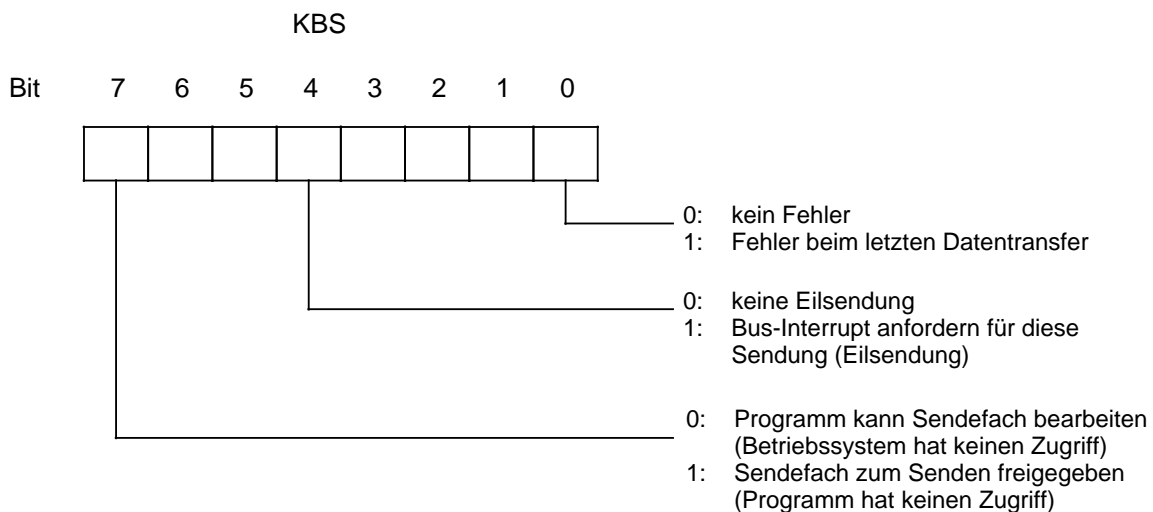 KBS
Bit 7 6 5 4 3 2 1 0
0: kein Fehler
1: Fehler beim letzten Datentransfer
0: keine Eilsendung
1: Bus-Interrupt anfordern für diese
Sendung (Eilsendung)
0: Programm kann Sendefach bearbeiten
(Betriebssystem hat keinen Zugriff)
1: Sendefach zum Senden freigegeben
(Programm hat keinen Zugriff)